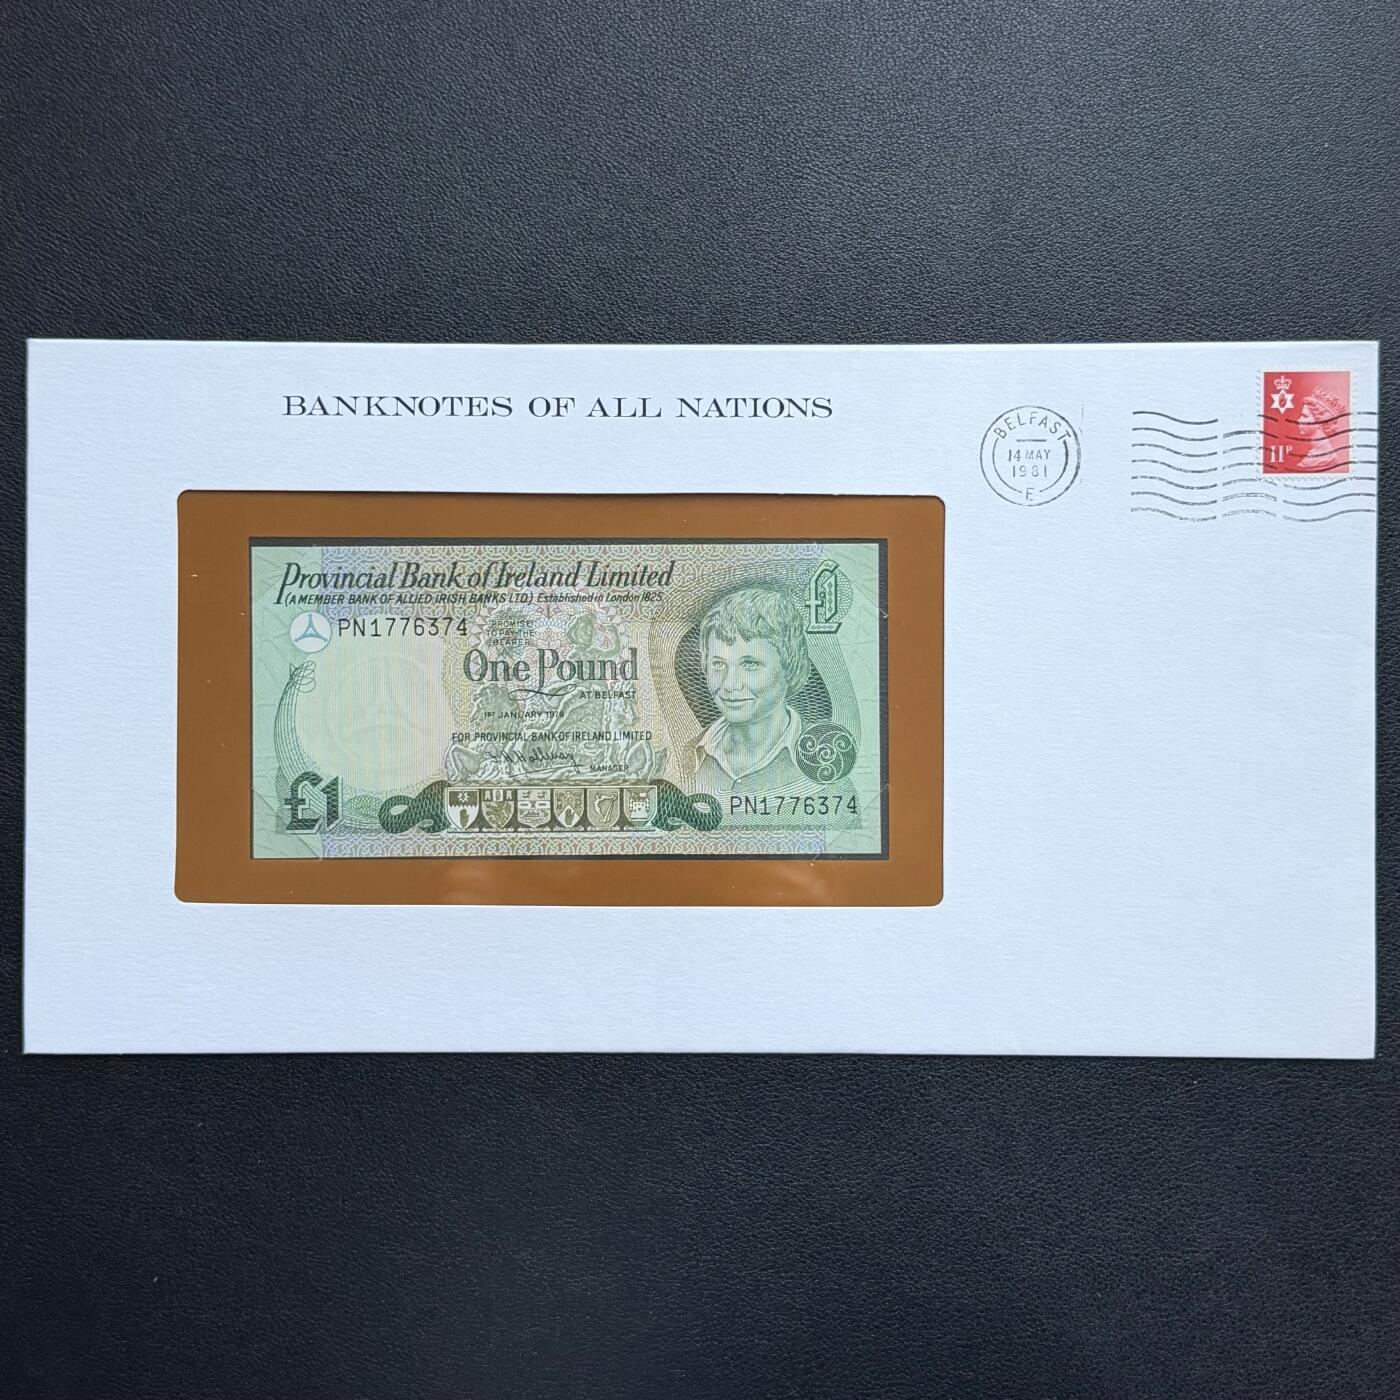 BANKNOTES OF ALL NATIONS
BELFAST
14 MAY
1981
E
11P
Provincial Bank of Ireland Limited
(A MEMBER BANK OF ALLIED IRISH BANKS LTD) Established in London 1825
£
PN1776374
PROMISE
TO PAY THE
BEARER
One Pound
AT BELFAST
1ST JANUARY 1979
FOR PROVINCIAL BANK OF IRELAND LIMITED
MANAGER
£1
PN1776374